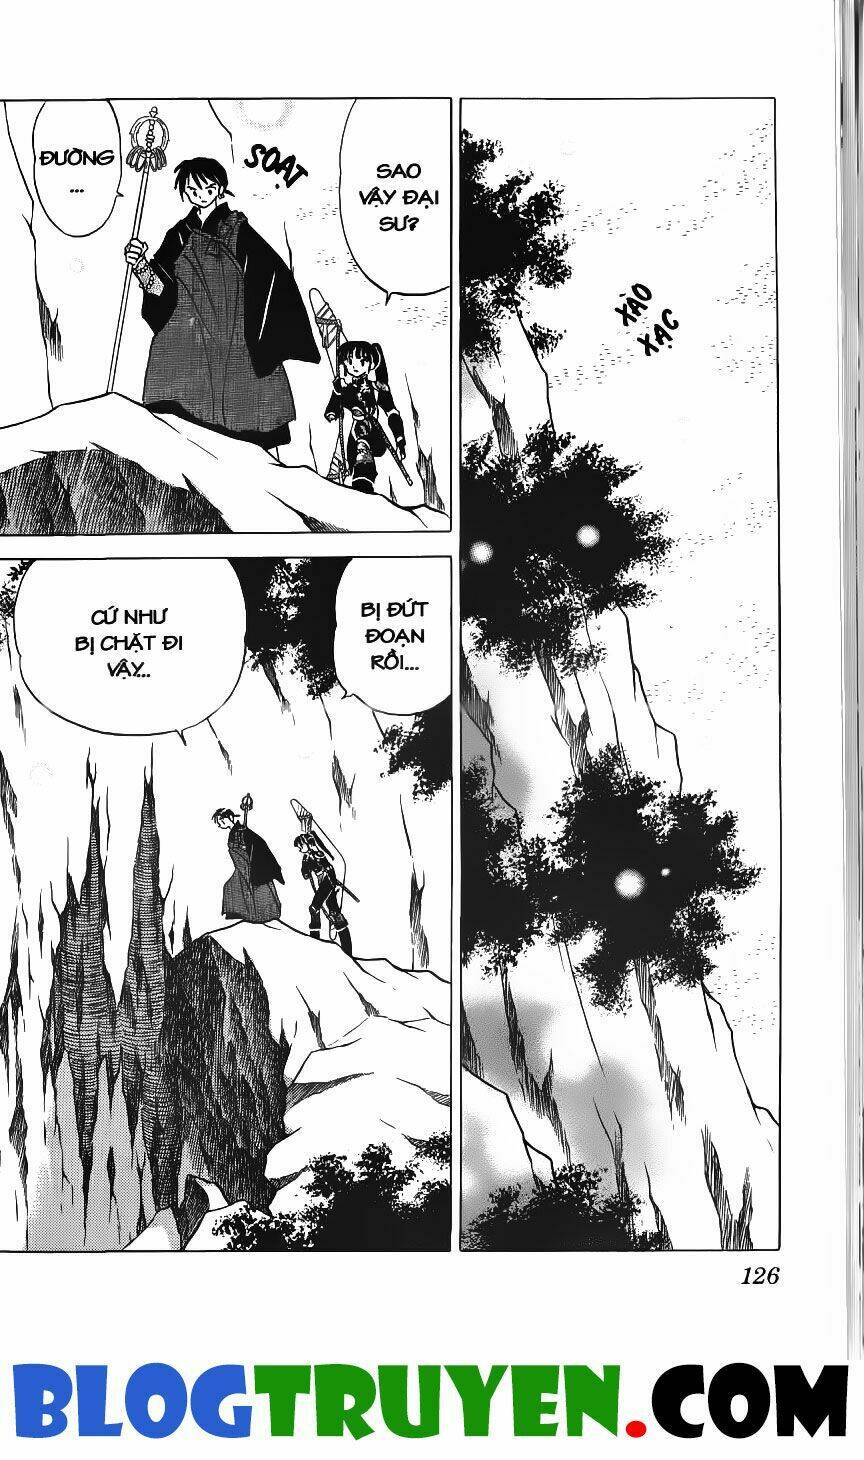 XÀO
XẠC
SAO
VẬY ĐẠI
SƯ?
SOẠT
ĐƯỜNG
...
BỊ ĐỨT
ĐOẠN
RỒI...
CỨ NHƯ
BỊ CHẶT ĐI
VẬY...
126
BLOGTRUYEN.COM